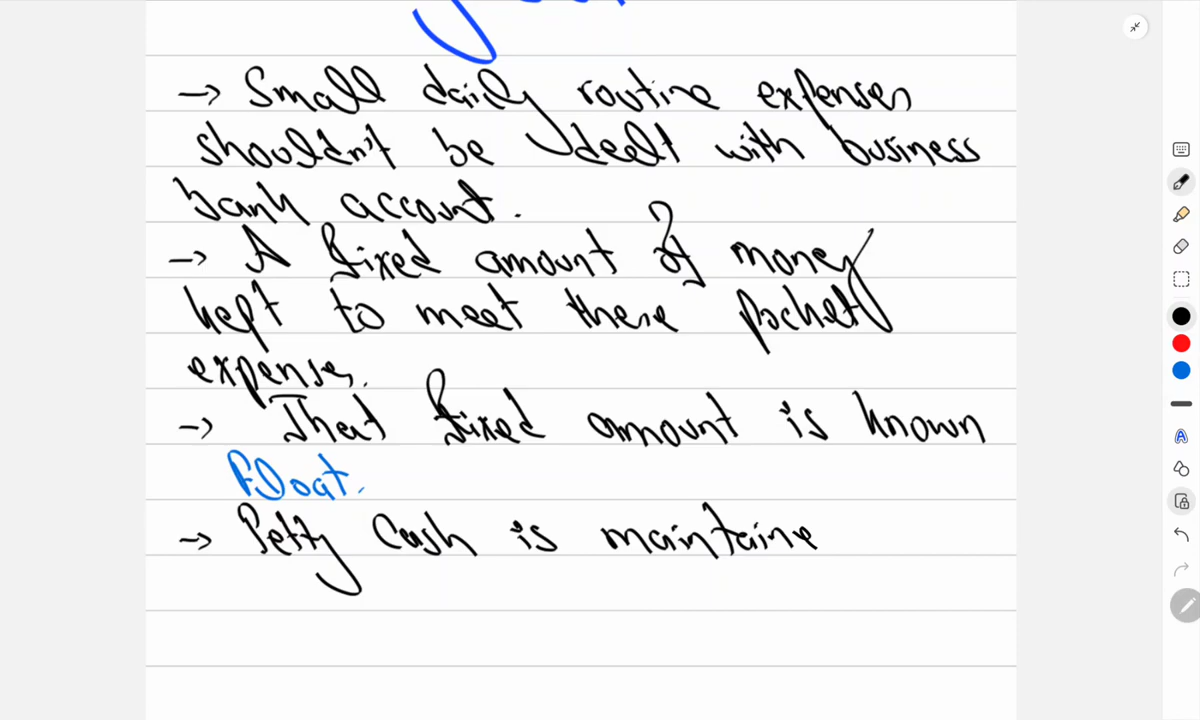 → Small daily routine expenses
shouldn't be dealt with business
bank account.
→ A fixed amount of money
kept to meet these pocket
expenses.
→ That fixed amount is known
float.
→ Petty Cash is maintaine